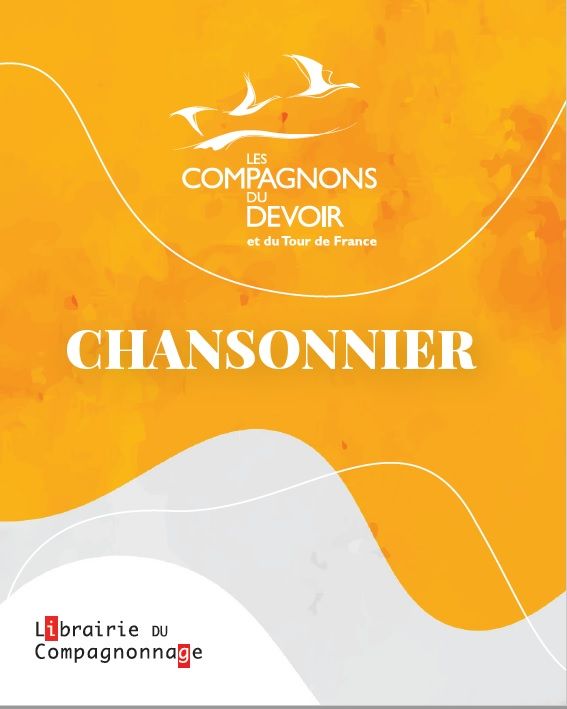 LES
COMPAGNONS
DU
DEVOIR
et du Tour de France
CHANSONNIER
Librairie DU
Compagnonnage